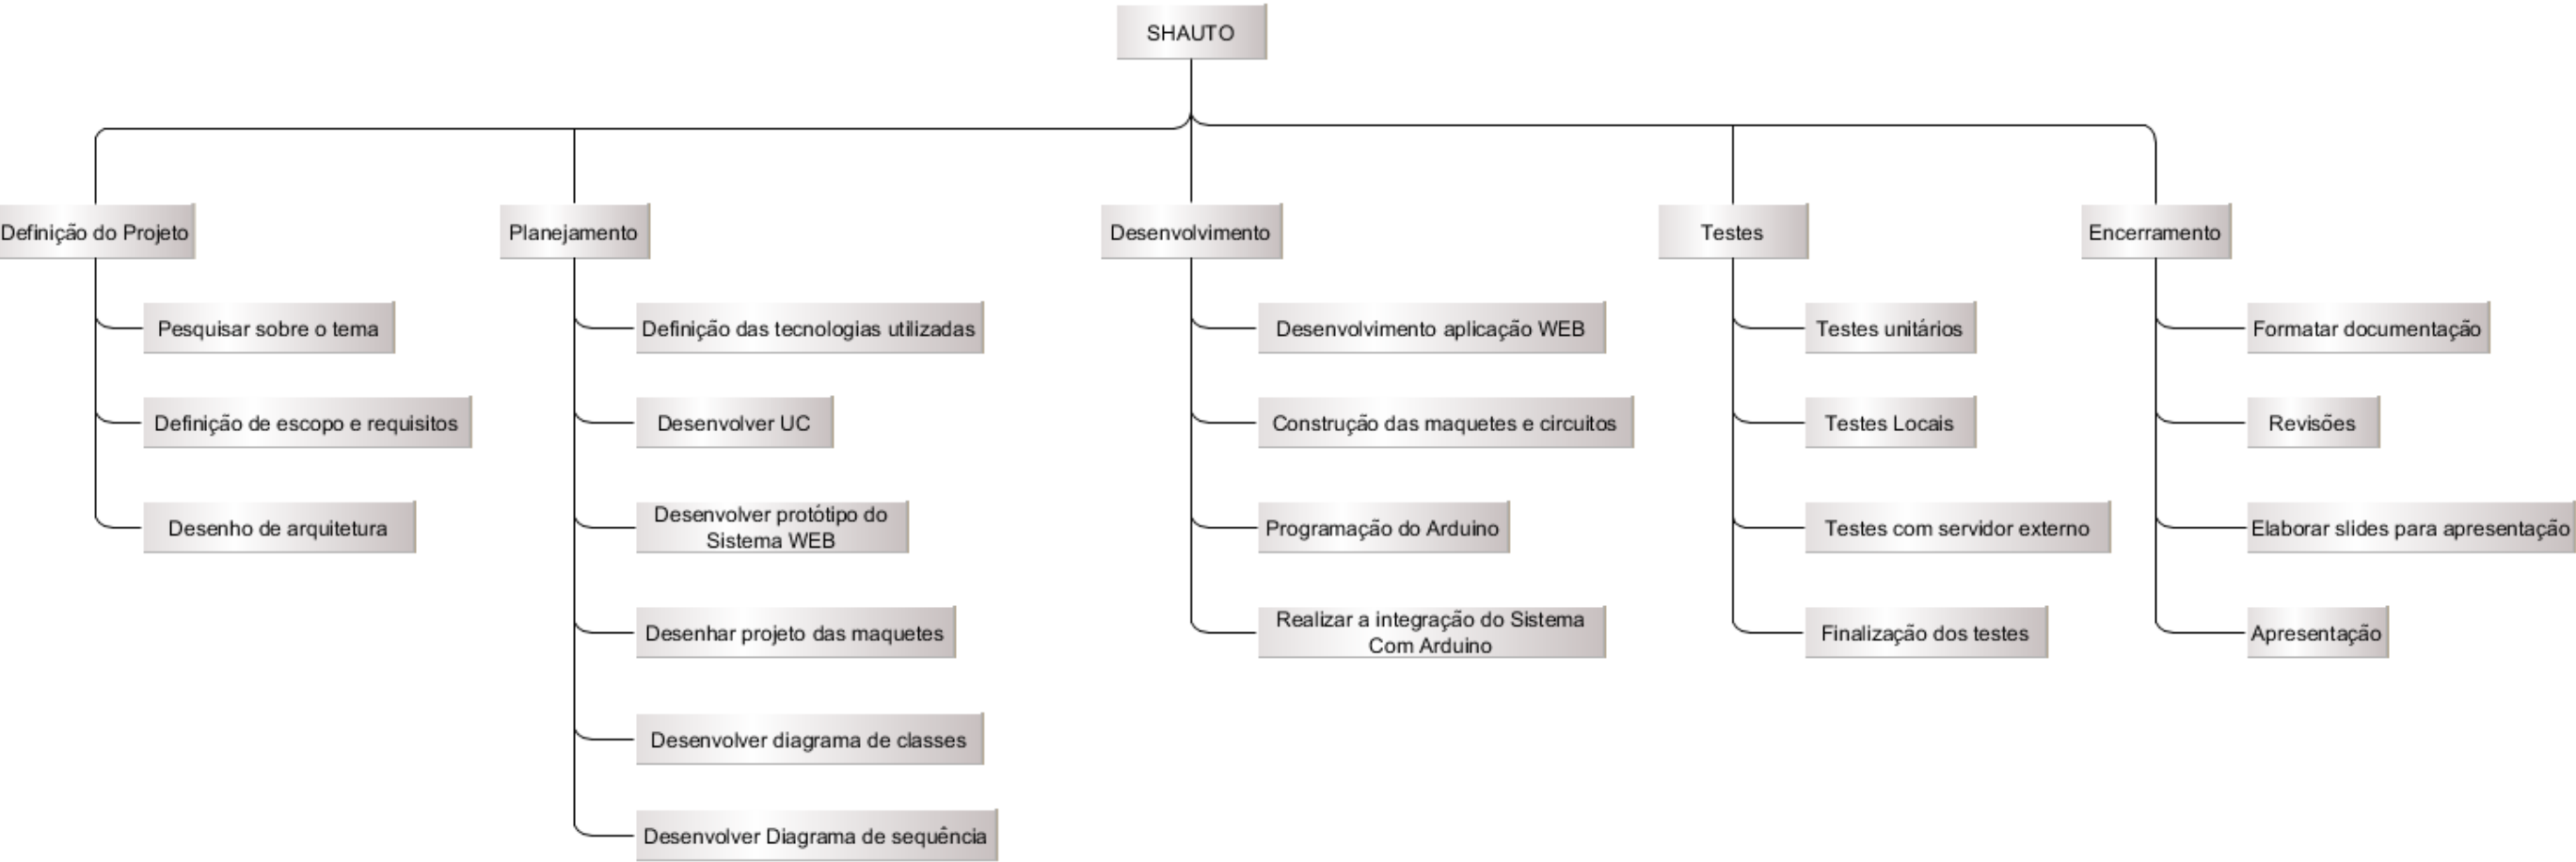 SHAUTO
Definição do Projeto
Pesquisar sobre o tema
Definição de escopo e requisitos
Desenho de arquitetura
Planejamento
Definição das tecnologias utilizadas
Desenvolver UC
Desenvolver protótipo do
Sistema WEB
Desenhar projeto das maquetes
Desenvolver diagrama de classes
Desenvolver Diagrama de sequência
Desenvolvimento
Desenvolvimento aplicação WEB
Construção das maquetes e circuitos
Programação do Arduino
Realizar a integração do Sistema
Com Arduino
Testes
Testes unitários
Testes Locais
Testes com servidor externo
Finalização dos testes
Encerramento
Formatar documentação
Revisões
Elaborar slides para apresentação
Apresentação